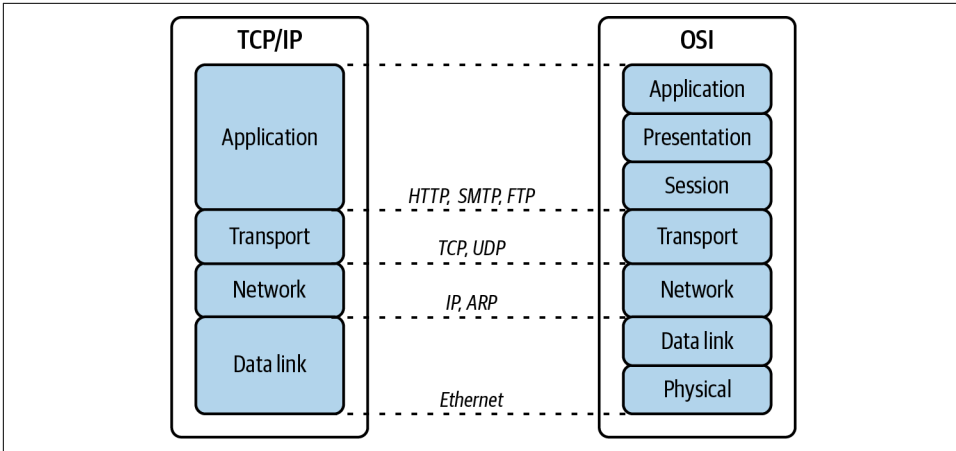 TCP/IP
OSI
Application
Application
Presentation
Session
HTTP, SMTP, FTP
Transport
Transport
TCP, UDP
Network
Network
IP, ARP
Data link
Data link
Physical
Ethernet